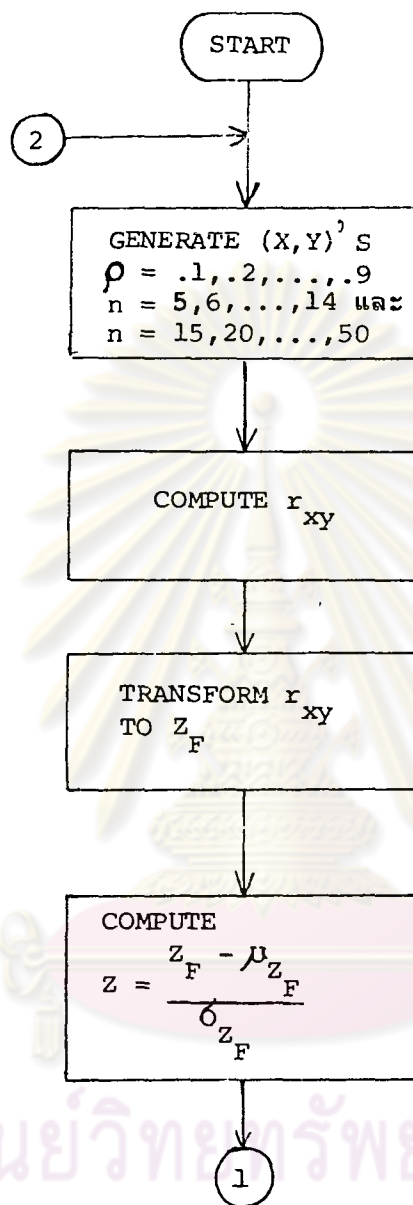 START
2
GENERATE (X,Y)'S
ρ = .1,.2,...,.9
n = 5,6,...,14 และ
n = 15,20,...,50
COMPUTE r_xy
TRANSFORM r_xy
TO Z_F
COMPUTE
Z = (Z_F - μ_Z_F) / σ_Z_F
1